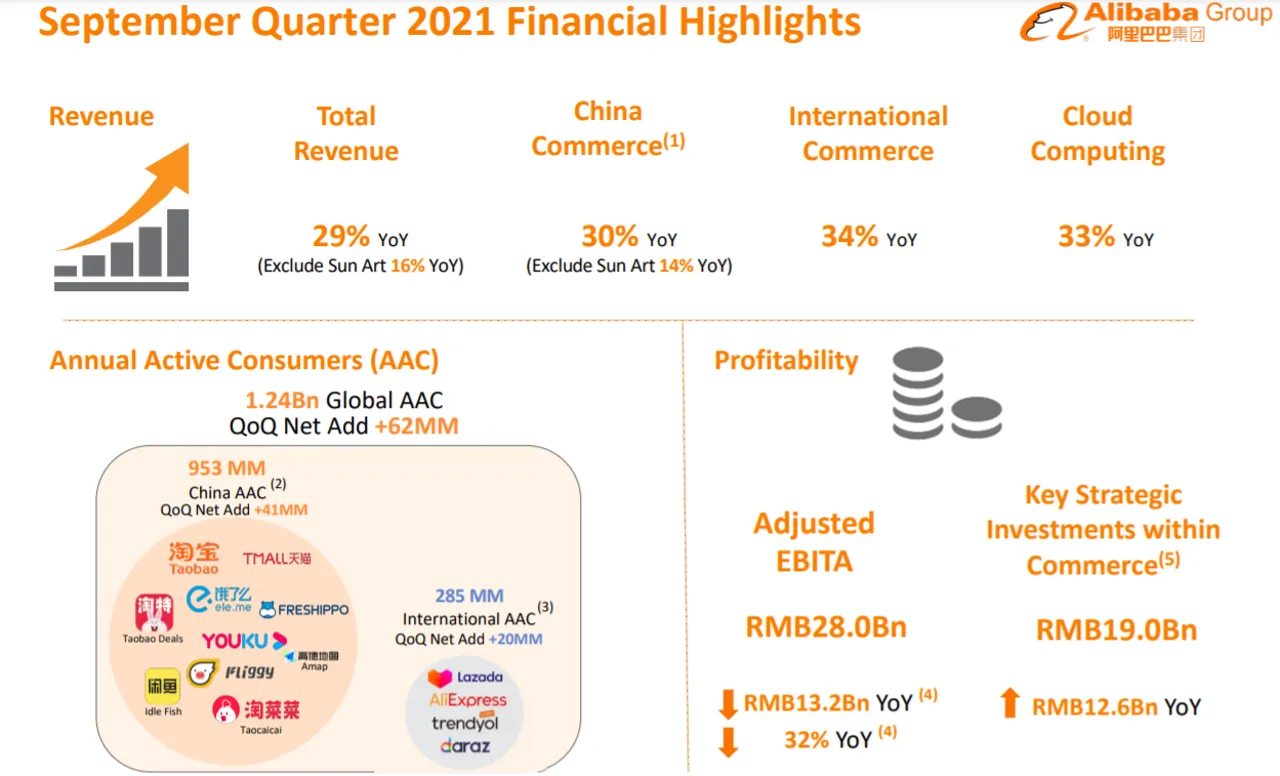 September Quarter 2021 Financial Highlights
Alibaba Group
阿里巴巴集团
Revenue
Total
Revenue
29% YoY
(Exclude Sun Art 16% YoY)
China
Commerce(1)
30% YoY
(Exclude Sun Art 14% YoY)
International
Commerce
34% YoY
Cloud
Computing
33% YoY
Annual Active Consumers (AAC)
1.24Bn Global AAC
QoQ Net Add +62MM
953 MM
China AAC (2)
QoQ Net Add +41MM
淘宝
Taobao
TMALL天猫
淘特
Taobao Deals
饿了么
ele.me
FRESHIPPO
YOUKU
高德地图
Amap
Fliggy
闲鱼
Idle Fish
淘菜菜
Taocaicai
285 MM
International AAC (3)
QoQ Net Add +20MM
Lazada
AliExpress
trendyol
daraz
Profitability
Adjusted
EBITA
RMB28.0Bn
RMB13.2Bn YoY (4)
32% YoY (4)
Key Strategic
Investments within
Commerce(5)
RMB19.0Bn
RMB12.6Bn YoY